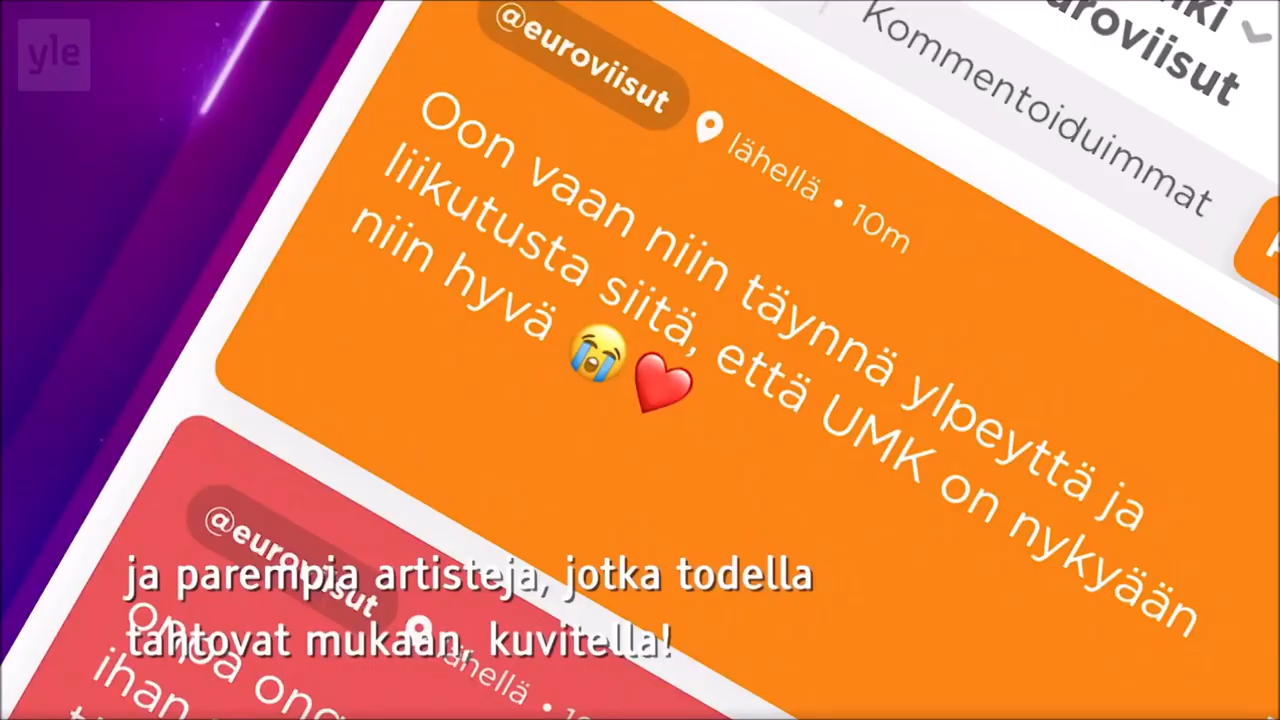 yle
@euroviisut
lähellä • 10m
Oon vaan niin täynnä ylpeyttä ja
liikutusta siitä, että UMK on nykyään
niin hyvä 😭❤️
euroviisut
Kommentoiduimmat
@euroviisut
lähellä
ihan
ja parempia artisteja, jotka todella
tahtovat mukaan, kuvitella!